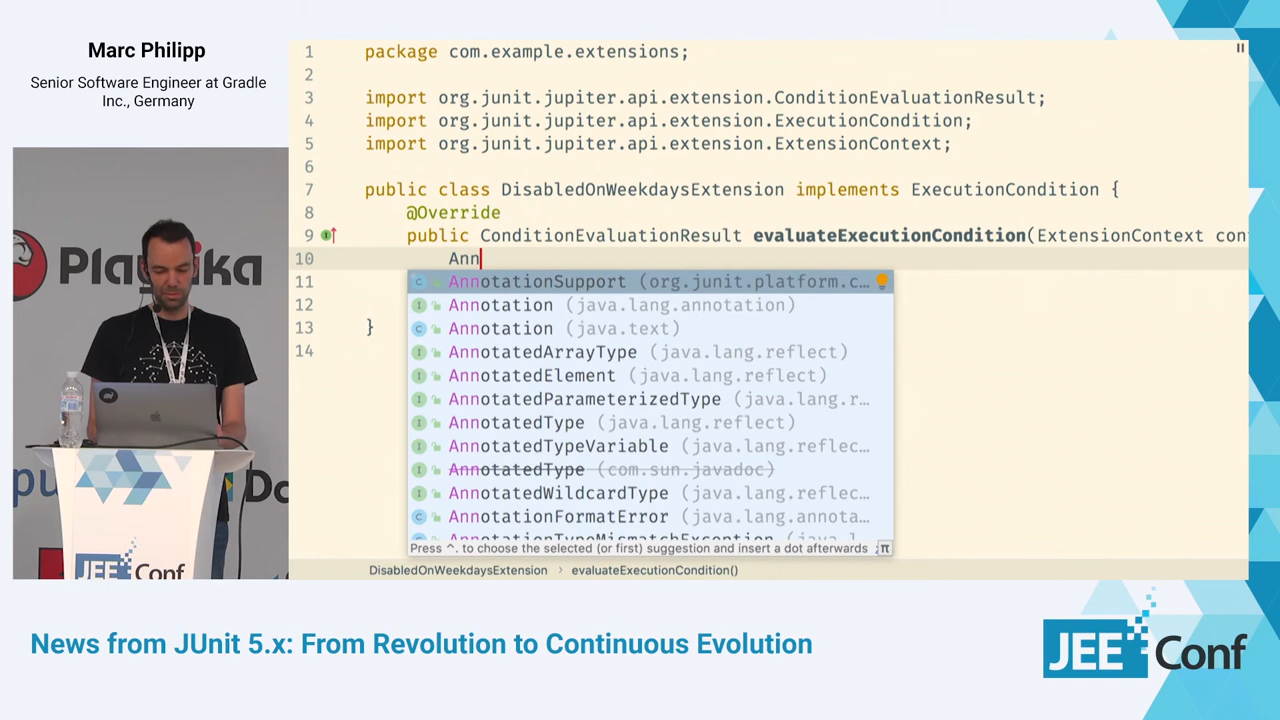 Marc Philipp
Senior Software Engineer at Gradle
Inc., Germany
1 package com.example.extensions;
2
3 import org.junit.jupiter.api.extension.ConditionEvaluationResult;
4 import org.junit.jupiter.api.extension.ExecutionCondition;
5 import org.junit.jupiter.api.extension.ExtensionContext;
6
7 public class DisabledOnWeekdaysExtension implements ExecutionCondition {
8 @Override
9 public ConditionEvaluationResult evaluateExecutionCondition(ExtensionContext con
10 Ann
11 AnnotationSupport (org.junit.platform.c…
12 Annotation (java.lang.annotation)
13 } Annotation (java.text)
14 AnnotatedArrayType (java.lang.reflect)
AnnotatedElement (java.lang.reflect)
AnnotatedParameterizedType (java.lang.r…
AnnotatedType (java.lang.reflect)
AnnotatedTypeVariable (java.lang.reflec…
AnnotatedType (com.sun.javadoc)
AnnotatedWildcardType (java.lang.reflec…
AnnotationFormatError (java.lang.annota…
AnnotationTypeMismatchException (java.l…
Press ^. to choose the selected (or first) suggestion and insert a dot afterwards
DisabledOnWeekdaysExtension › evaluateExecutionCondition()
JEE Conf
News from JUnit 5.x: From Revolution to Continuous Evolution
JEE Conf